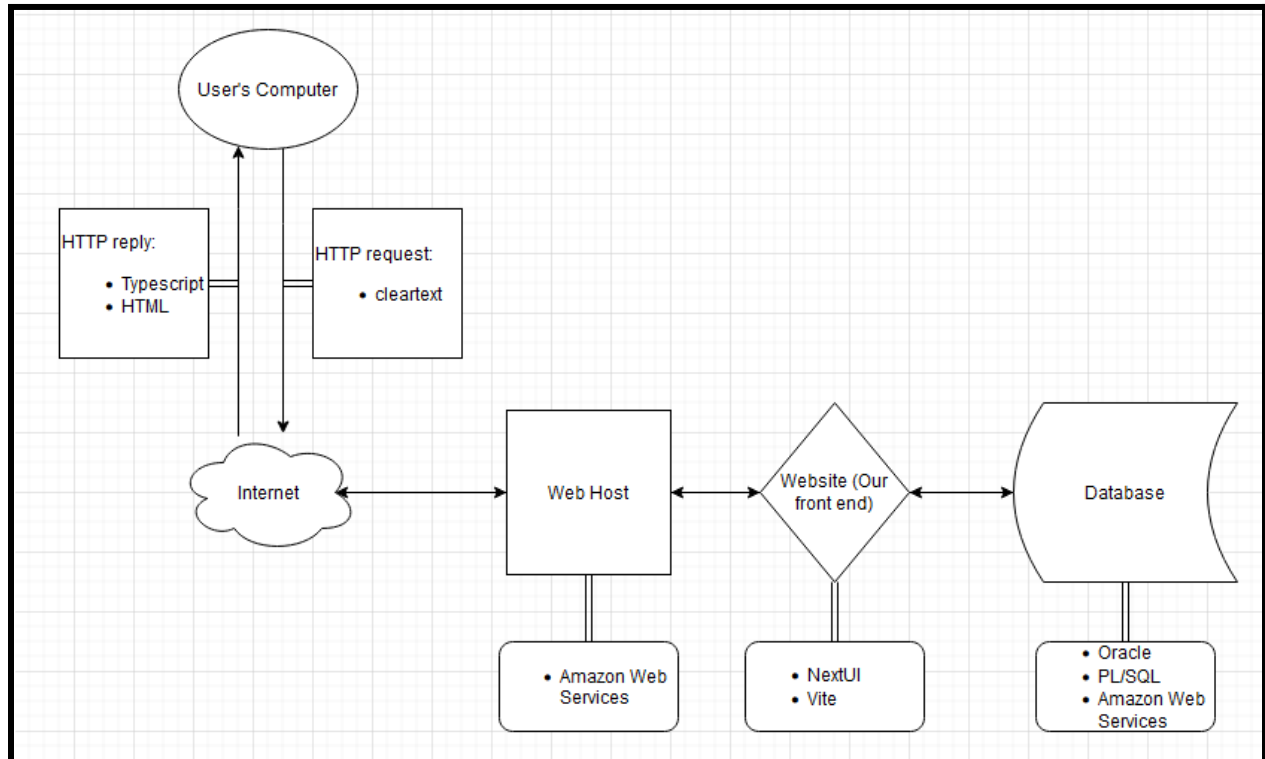 User's Computer
HTTP reply:
• Typescript
• HTML
HTTP request:
• cleartext
Internet
Web Host
Website (Our
front end)
Database
• Amazon Web
Services
• NextUI
• Vite
• Oracle
• PL/SQL
• Amazon Web
Services